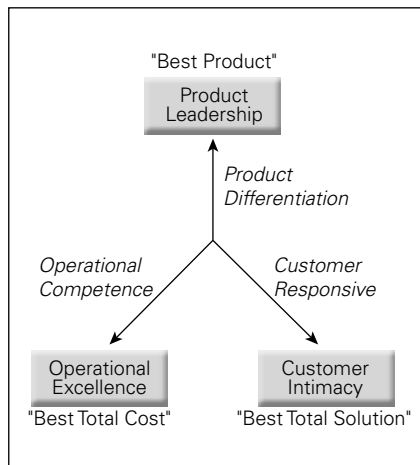 "Best Product"
Product
Leadership
Product
Differentiation
Operational
Competence
Customer
Responsive
Operational
Excellence
Customer
Intimacy
"Best Total Cost"
"Best Total Solution"